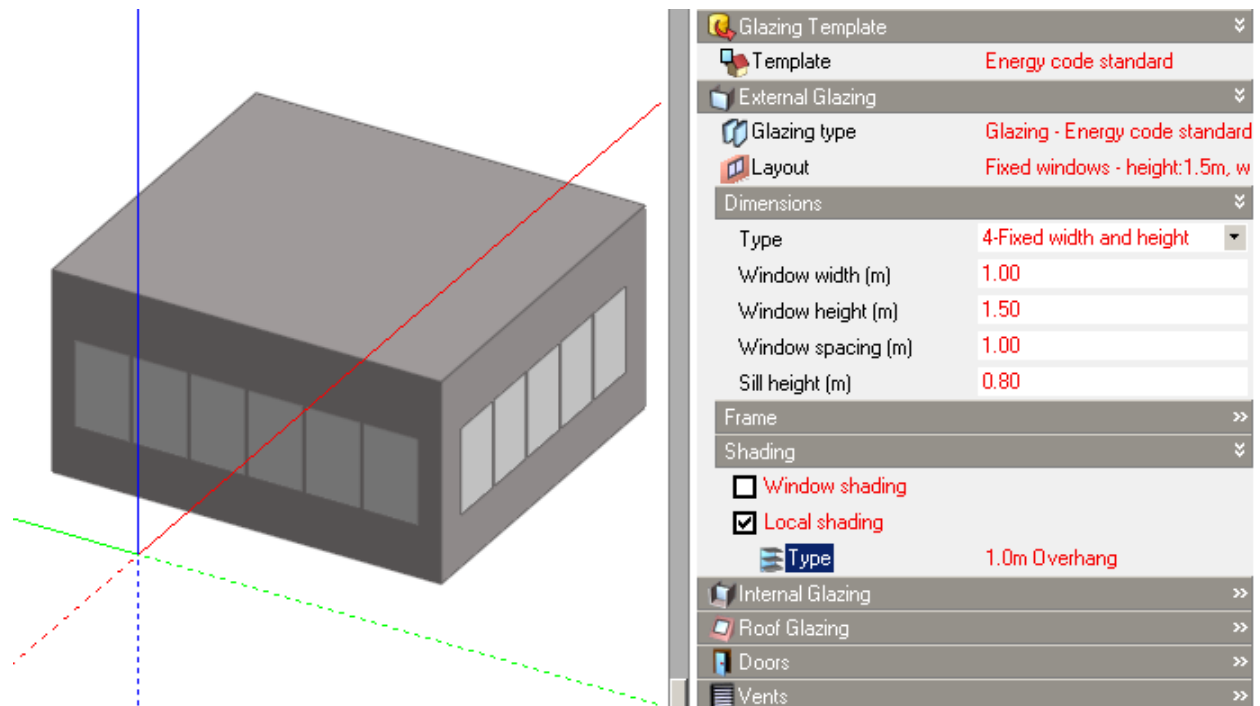 Glazing Template
Template Energy code standard
External Glazing
Glazing type Glazing - Energy code standard
Layout Fixed windows - height:1.5m, w
Dimensions
Type 4-Fixed width and height
Window width (m) 1.00
Window height (m) 1.50
Window spacing (m) 1.00
Sill height (m) 0.80
Frame
Shading
Window shading
Local shading
Type 1.0m Overhang
Internal Glazing
Roof Glazing
Doors
Vents